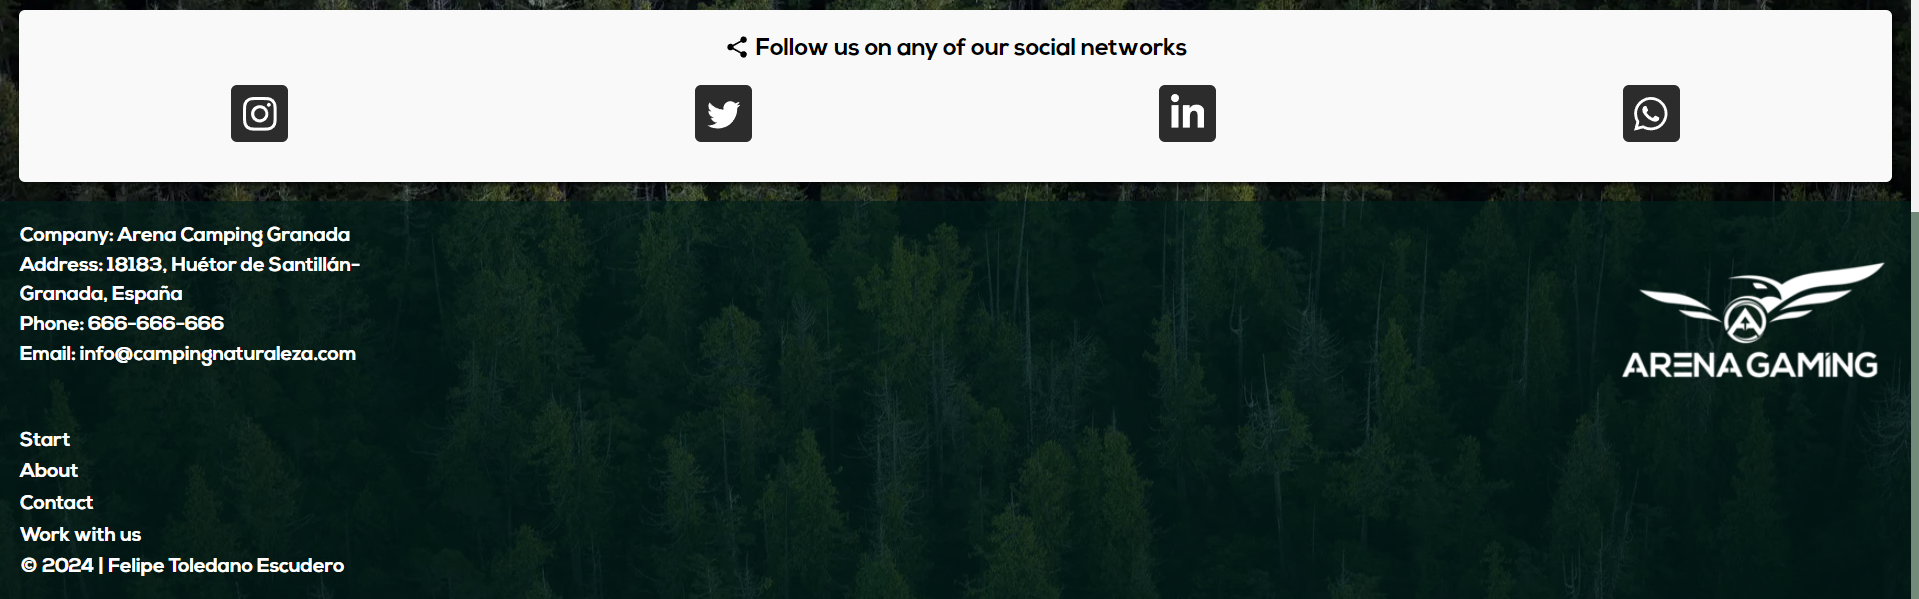 Follow us on any of our social networks
Company: Arena Camping Granada
Address: 18183, Huétor de Santillán-
Granada, España
Phone: 666-666-666
Email: info@campingnaturaleza.com
ARENA GAMING
Start
About
Contact
Work with us
© 2024 | Felipe Toledano Escudero